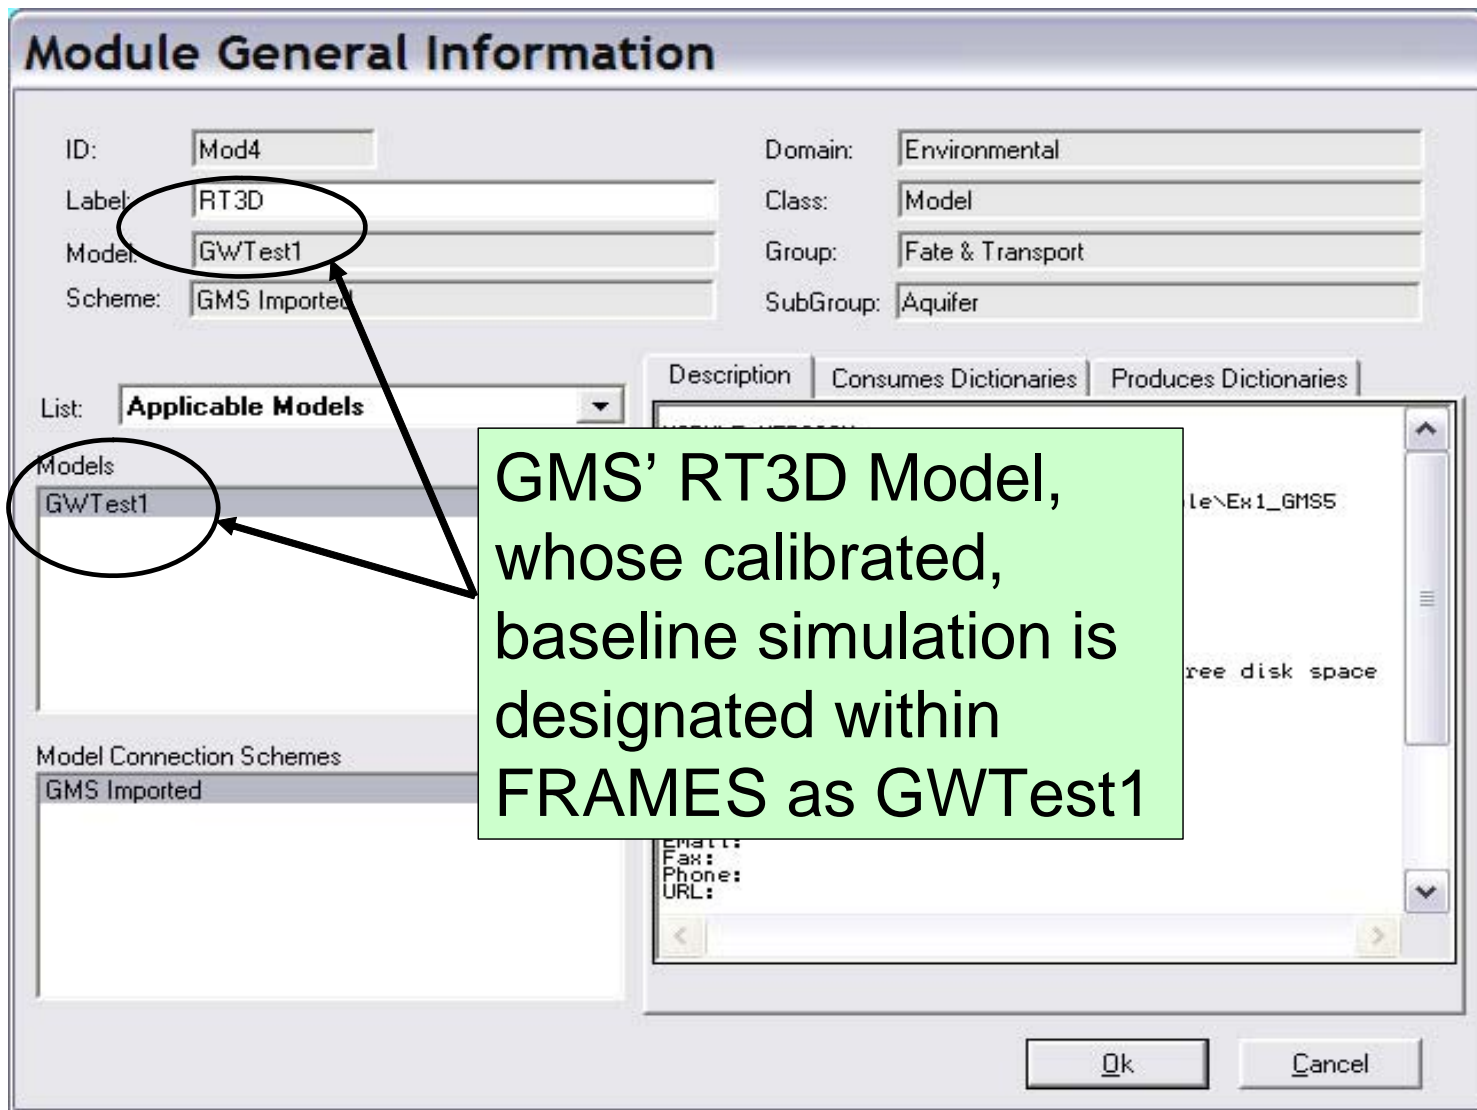 Module General Information
ID: Mod4
Label: RT3D
Model: GWTest1
Scheme: GMS Imported
Domain: Environmental
Class: Model
Group: Fate & Transport
SubGroup: Aquifer
List: Applicable Models
Models
GWTest1
Model Connection Schemes
GMS Imported
Description Consumes Dictionaries Produces Dictionaries
le\Ex1_GMS5
ree disk space
Email:
Fax:
Phone:
URL:
GMS’ RT3D Model,
whose calibrated,
baseline simulation is
designated within
FRAMES as GWTest1
Ok Cancel